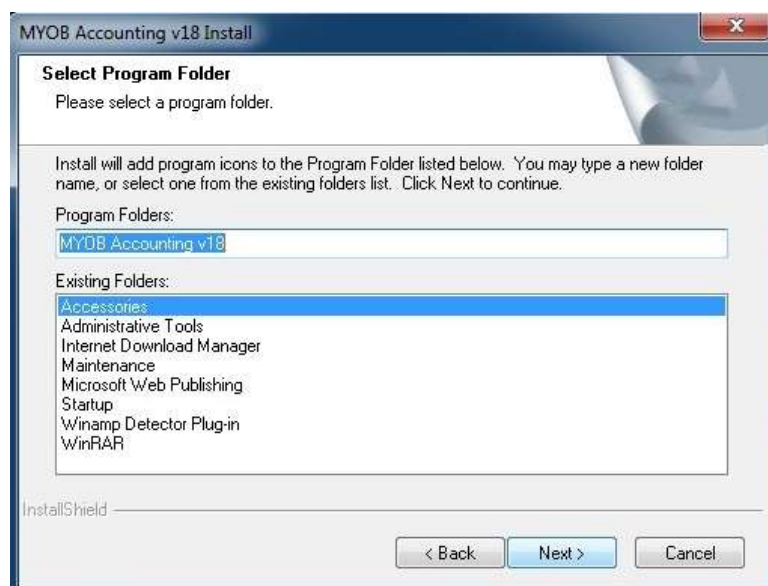 MYOB Accounting v18 Install
Select Program Folder
Please select a program folder.
Install will add program icons to the Program Folder listed below.  You may type a new folder
name, or select one from the existing folders list.  Click Next to continue.
Program Folders:
MYOB Accounting v18
Existing Folders:
Accessories
Administrative Tools
Internet Download Manager
Maintenance
Microsoft Web Publishing
Startup
Winamp Detector Plug-in
WinRAR
InstallShield
< Back
Next >
Cancel